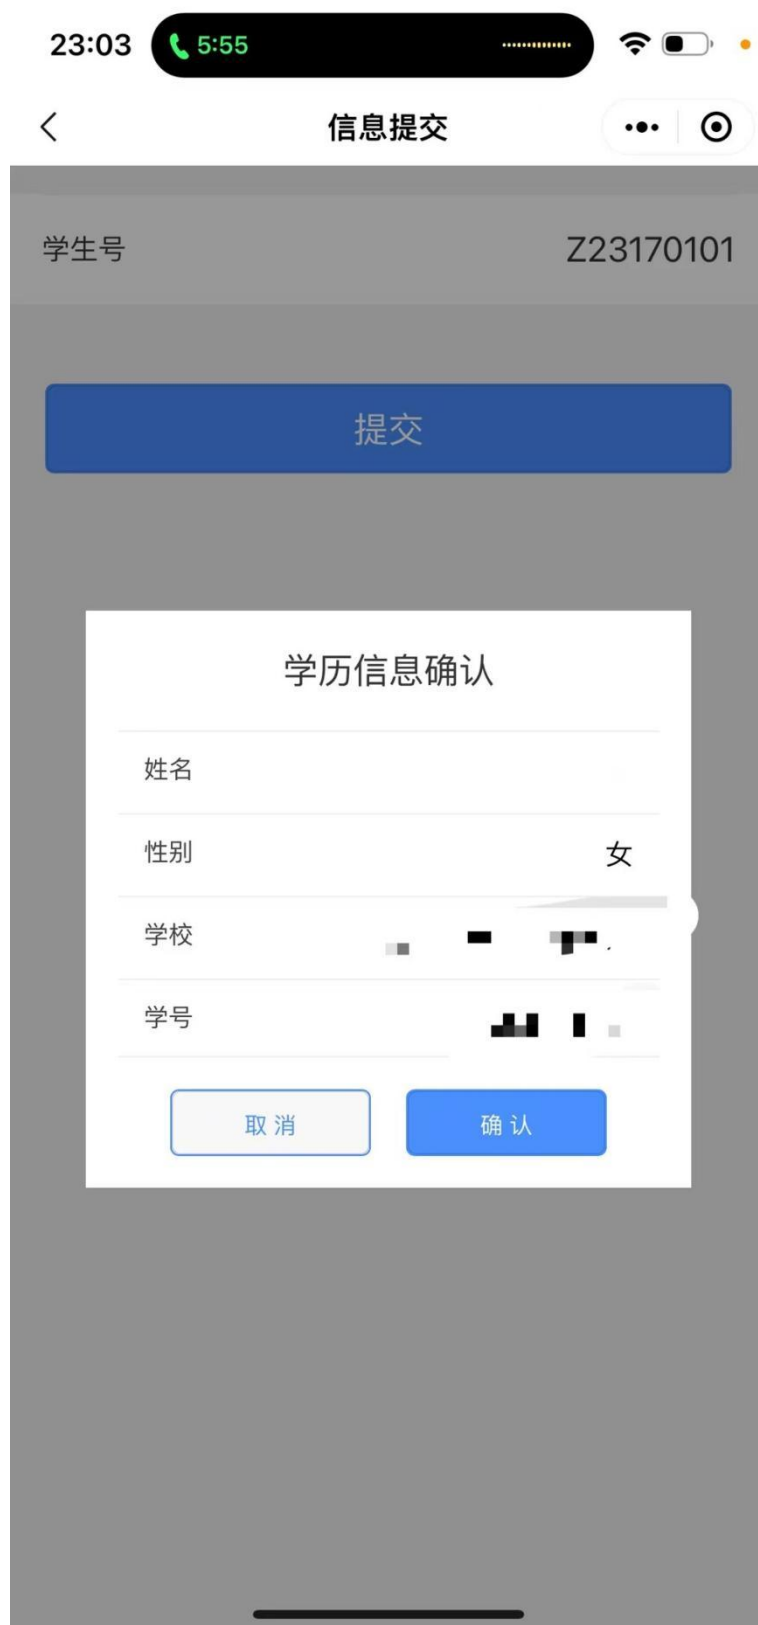 23:03
5:55
信息提交
学生号 Z23170101
提交
学历信息确认
姓名
性别 女
学校
学号
取消 确认